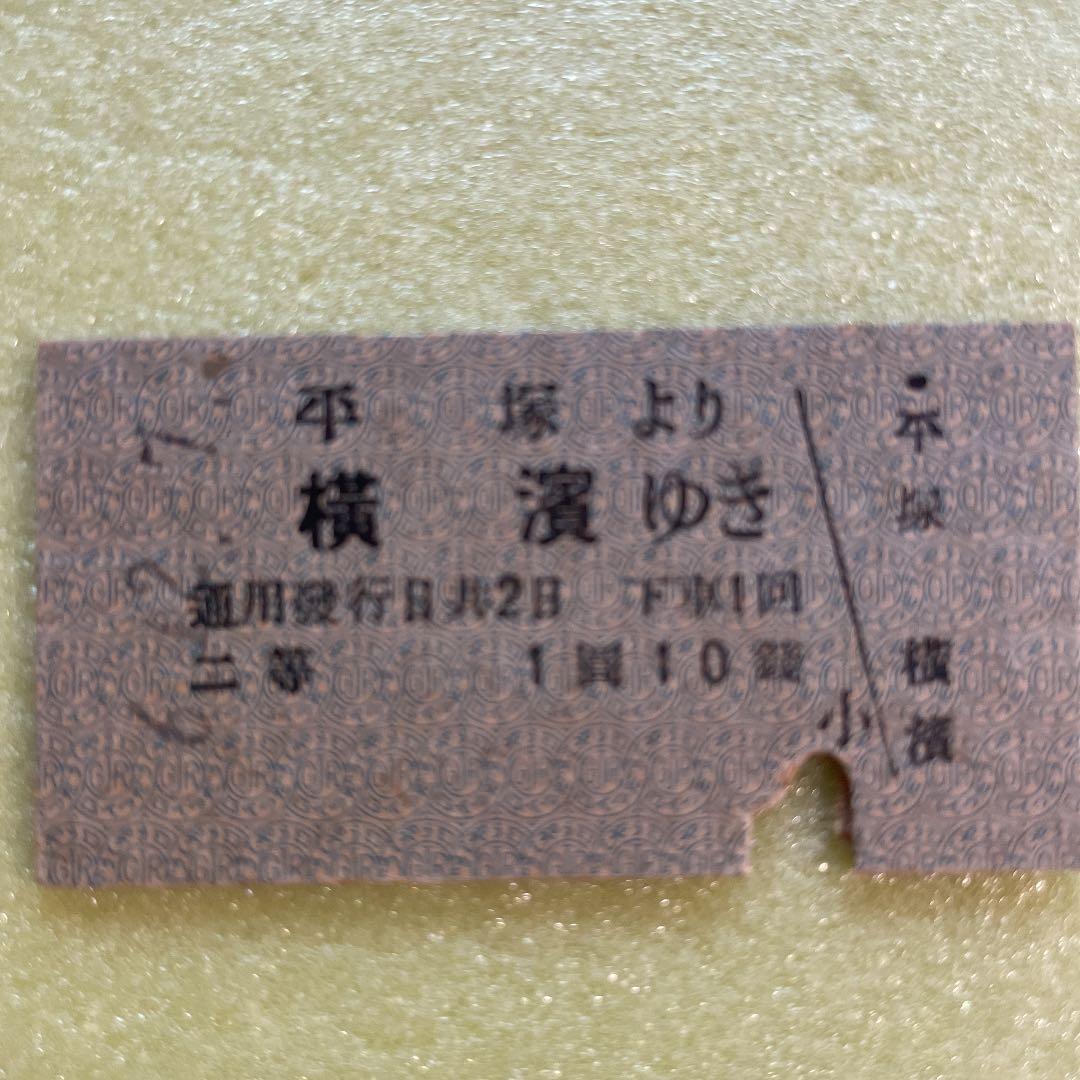 平塚より
横濱ゆき
通用發行日共2日 下車1回
二等 1圓10錢
小
平塚
横濱